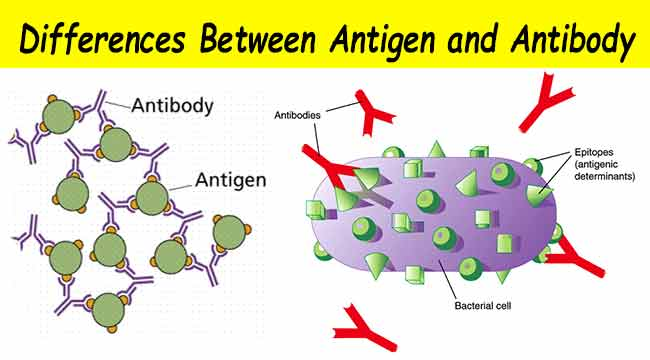 Differences Between Antigen and Antibody
Antibody
Antigen
Antibodies
Epitopes
(antigenic
determinants)
Bacterial cell